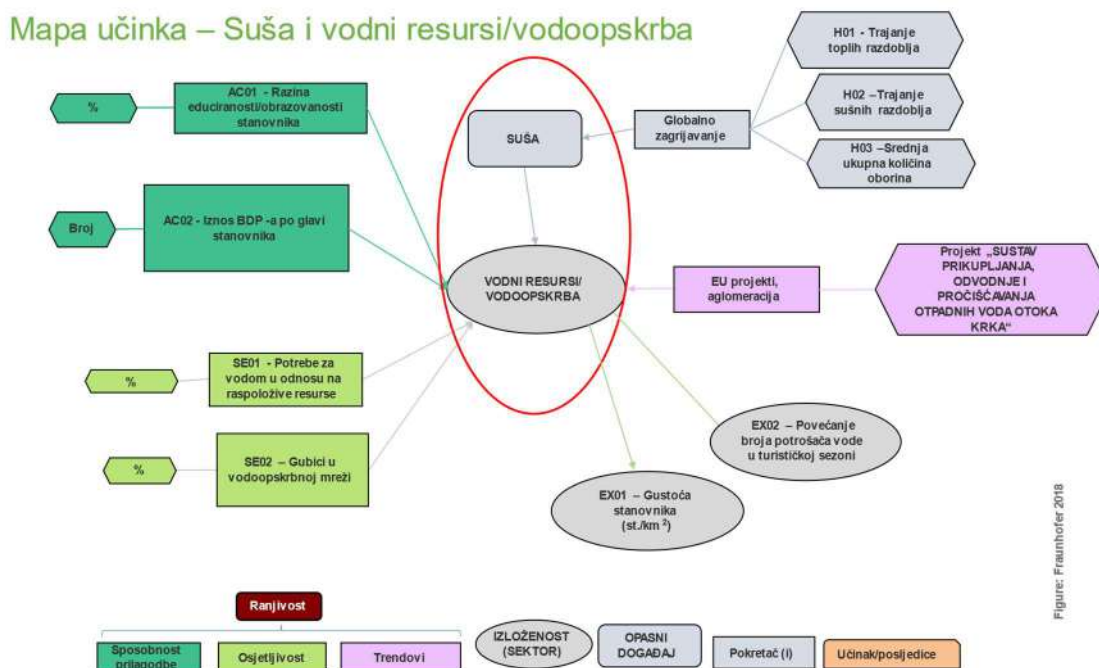 Mapa učinka – Suša i vodni resursi/vodoopskrba
H01 - Trajanje
toplih razdoblja
%
AC01 - Razina
educiranosti/obrazovanosti
stanovnika
SUŠA
Globalno
zagrijavanje
H02 –Trajanje
sušnih razdoblja
H03 –Srednja
ukupna količina
oborina
Broj
AC02 - Iznos BDP -a po glavi
stanovnika
VODNI RESURSI/
VODOOPSKRBA
EU projekti,
aglomeracija
Projekt „SUSTAV
PRIKUPLJANJA,
ODVODNJE I
PROČIŠĆAVANJA
OTPADNIH VODA OTOKA
KRKA“
%
SE01 - Potrebe za
vodom u odnosu na
raspoložive resurse
%
SE02 – Gubici u
vodoopskrbnoj mreži
EX02 – Povećanje
broja potrošača vode
u turističkoj sezoni
EX01 – Gustoća
stanovnika
(st./km ²)
Figure: Fraunhofer 2018
Ranjivost
Sposobnost
prilagodbe
Osjetljivost
Trendovi
IZLOŽENOST
(SEKTOR)
OPASNI
DOGAĐAJ
Pokretač (i)
Učinak/posljedice